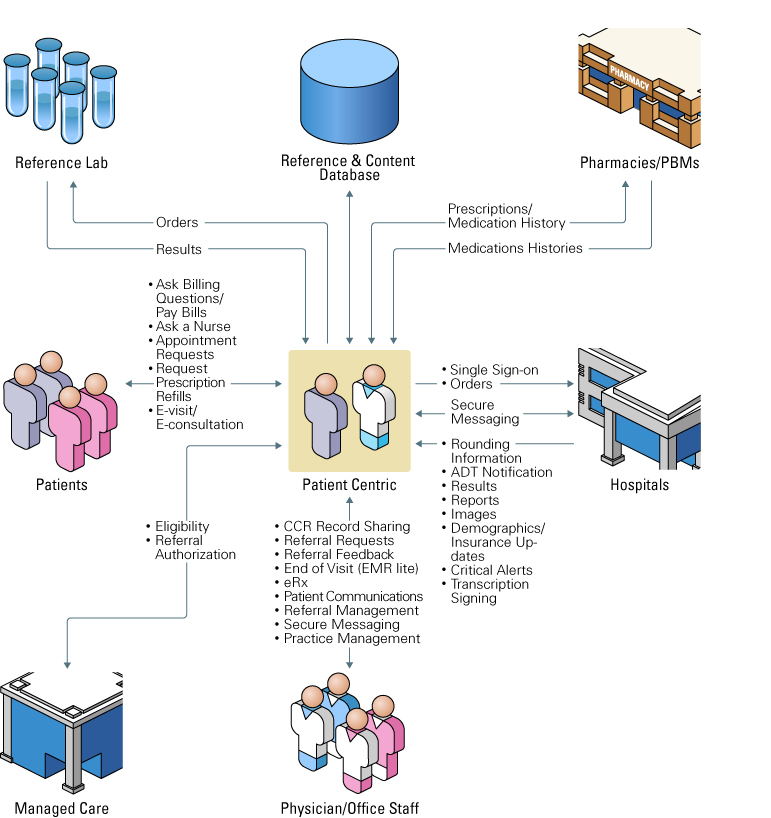 PHARMACY
Reference Lab
Reference & Content
Database
Pharmacies/PBMs
Orders
Results
Prescriptions/
Medication History
Medications Histories
• Ask Billing
Questions/
Pay Bills
• Ask a Nurse
• Appointment
Requests
• Request
Prescription
Refills
• E-visit/
E-consultation
• Single Sign-on
• Orders
Secure
Messaging
• Rounding
Information
• ADT Notification
• Results
• Reports
• Images
• Demographics/
Insurance Up-
dates
• Critical Alerts
• Transcription
Signing
Patients
Patient Centric
Hospitals
• Eligibility
• Referral
Authorization
• CCR Record Sharing
• Referral Requests
• Referral Feedback
• End of Visit (EMR lite)
• eRx
• Patient Communications
• Referral Management
• Secure Messaging
• Practice Management
Managed Care
Physician/Office Staff